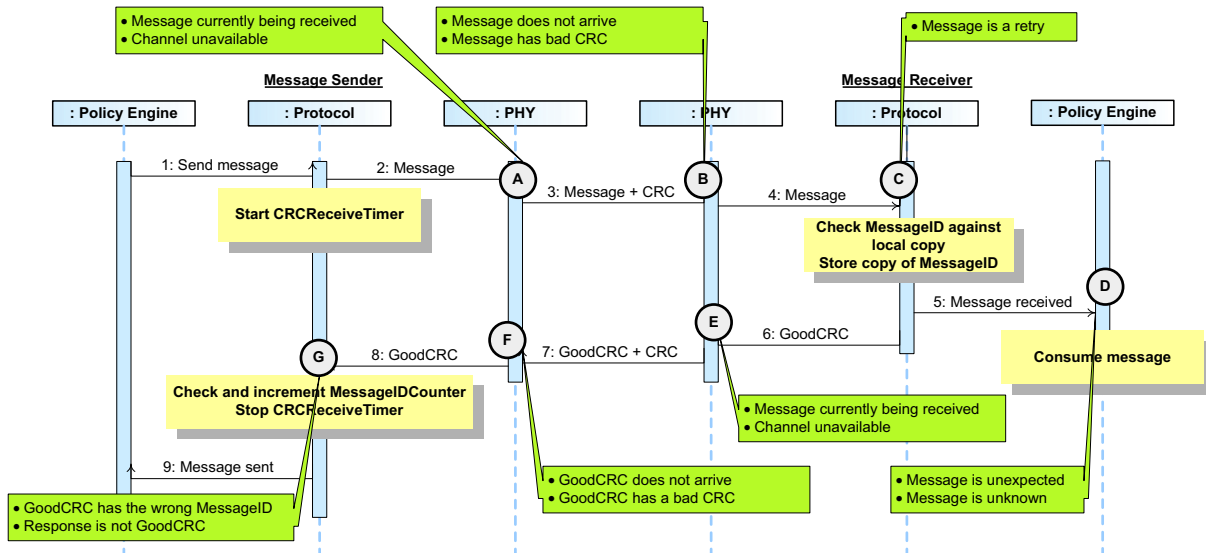 • Message currently being received
• Channel unavailable
• Message does not arrive
• Message has bad CRC
• Message is a retry
Message Sender
Message Receiver
: Policy Engine
: Protocol
: PHY
: PHY
: Protocol
: Policy Engine
1: Send message
2: Message
A
3: Message + CRC
B
4: Message
C
Start CRCReceiveTimer
Check MessageID against
local copy
Store copy of MessageID
D
5: Message received
E
6: GoodCRC
F
7: GoodCRC + CRC
G
8: GoodCRC
Consume message
Check and increment MessageIDCounter
Stop CRCReceiveTimer
• Message currently being received
• Channel unavailable
9: Message sent
• GoodCRC does not arrive
• GoodCRC has a bad CRC
• Message is unexpected
• Message is unknown
• GoodCRC has the wrong MessageID
• Response is not GoodCRC